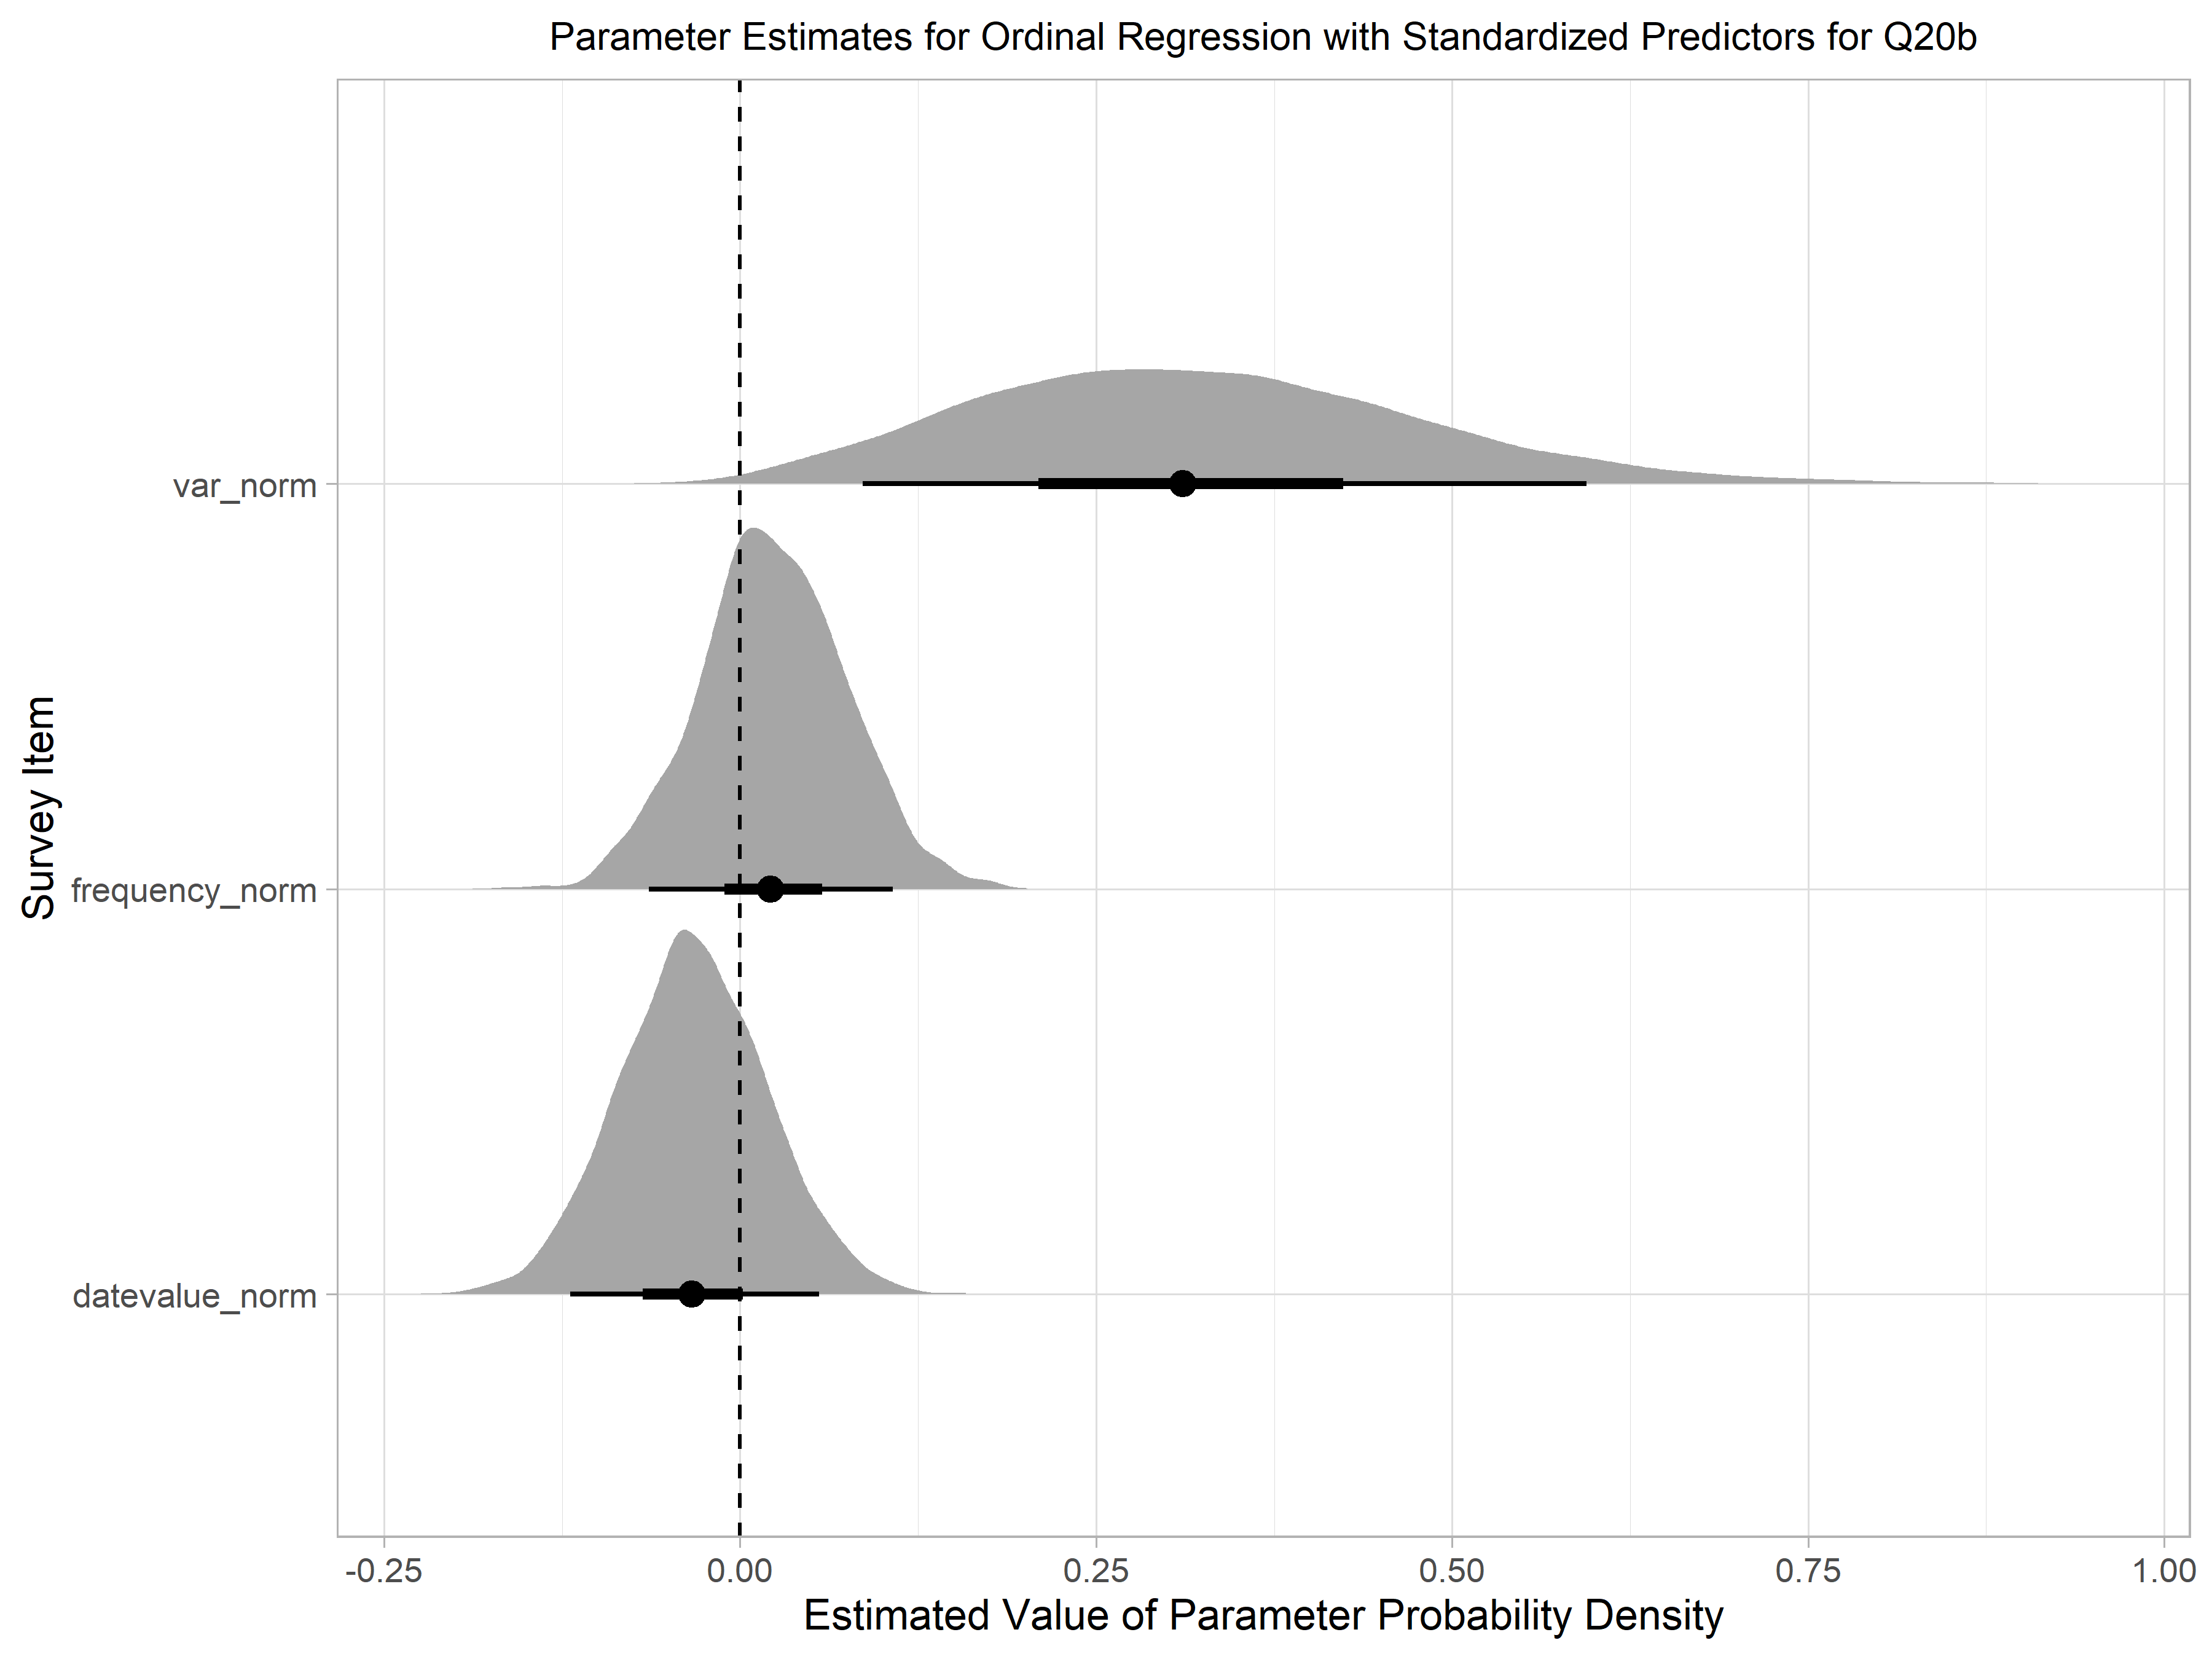 Parameter Estimates for Ordinal Regression with Standardized Predictors for Q20b
Survey Item
var_norm
frequency_norm
datevalue_norm
-0.25 0.00 0.25 0.50 0.75 1.00
Estimated Value of Parameter Probability Density